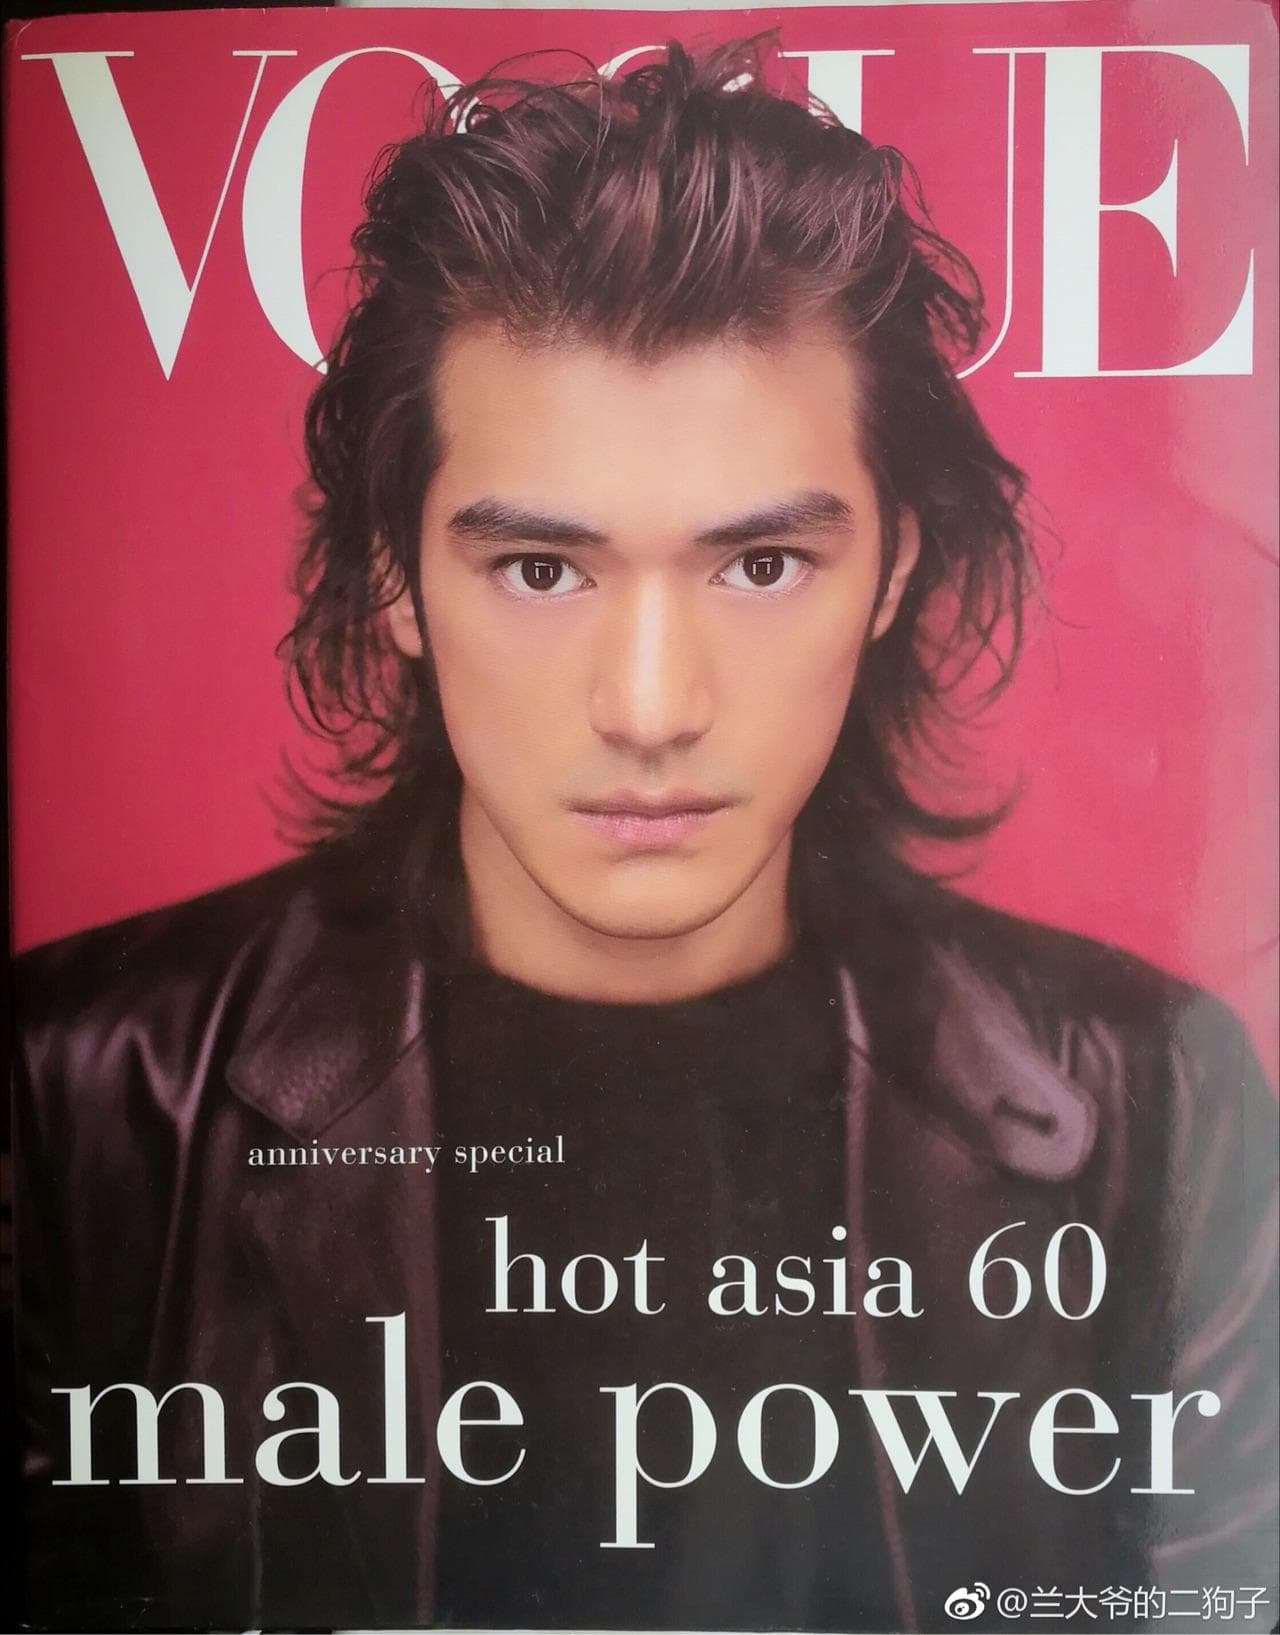 VOGUE
anniversary special
hot asia 60
male power
@兰大爷的二狗子